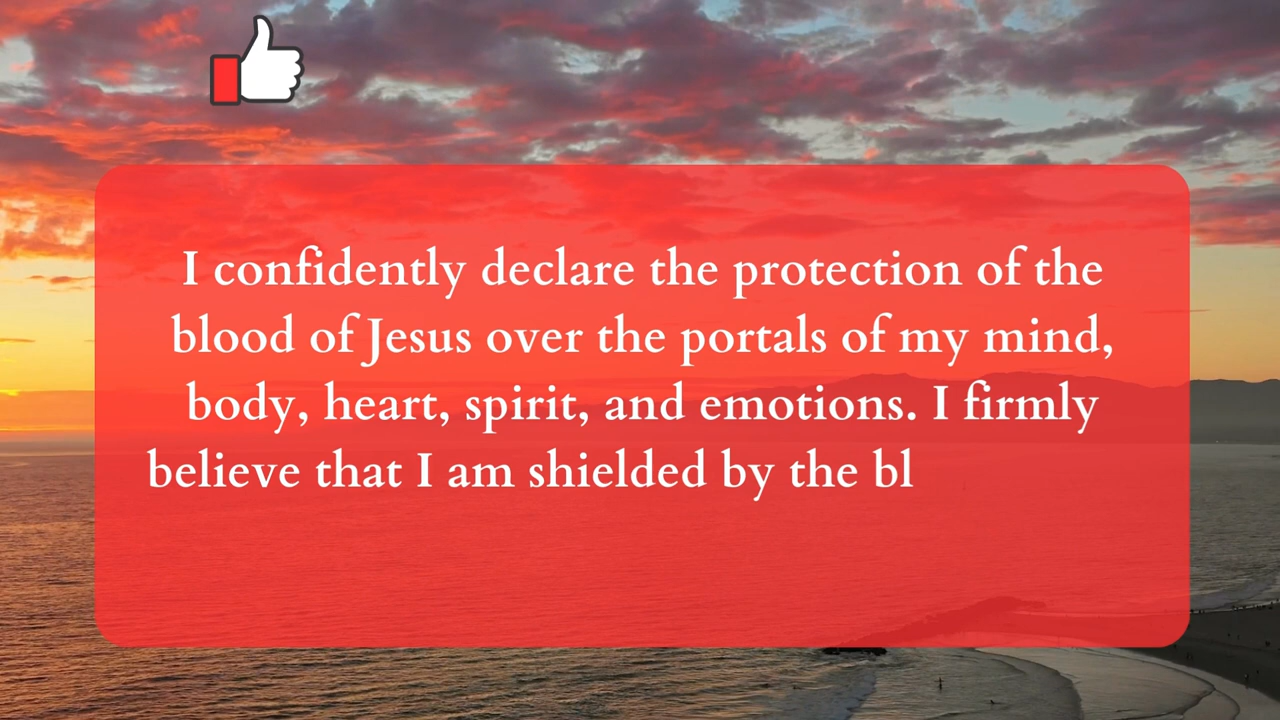 I confidently declare the protection of the
blood of Jesus over the portals of my mind,
body, heart, spirit, and emotions. I firmly
believe that I am shielded by the bl